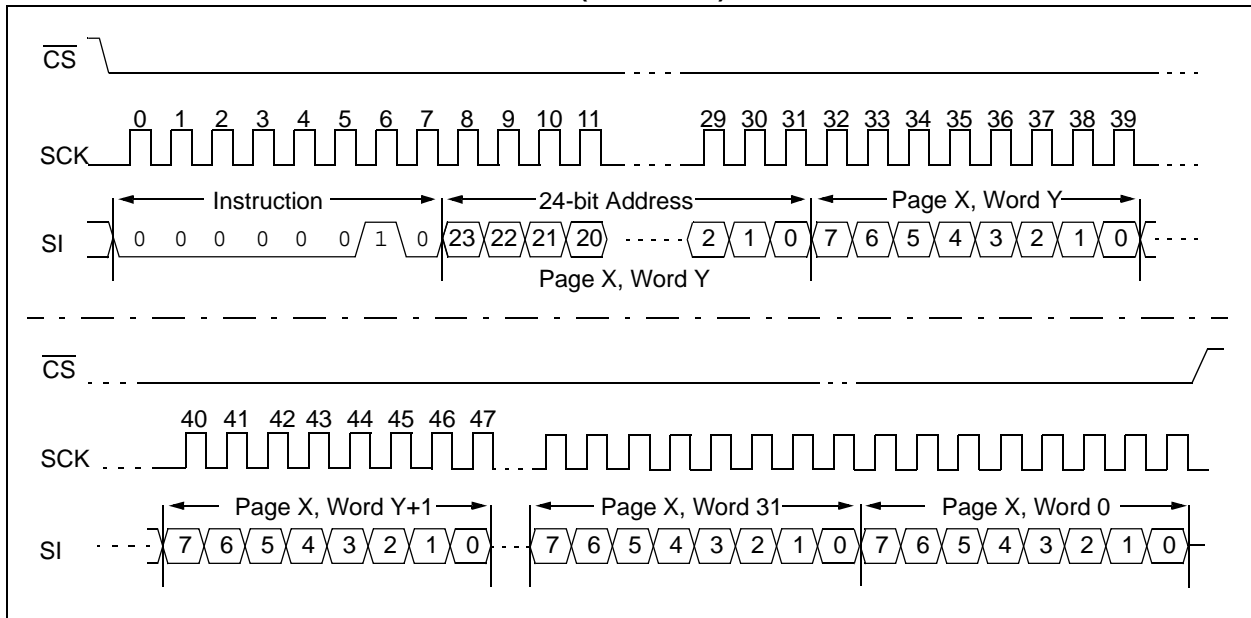 CS
0 1 2 3 4 5 6 7 8 9 10 11 29 30 31 32 33 34 35 36 37 38 39
SCK
Instruction 24-bit Address Page X, Word Y
SI 0 0 0 0 0 0 1 0 23 22 21 20 2 1 0 7 6 5 4 3 2 1 0
Page X, Word Y
CS
40 41 42 43 44 45 46 47
SCK
Page X, Word Y+1 Page X, Word 31 Page X, Word 0
SI 7 6 5 4 3 2 1 0 7 6 5 4 3 2 1 0 7 6 5 4 3 2 1 0